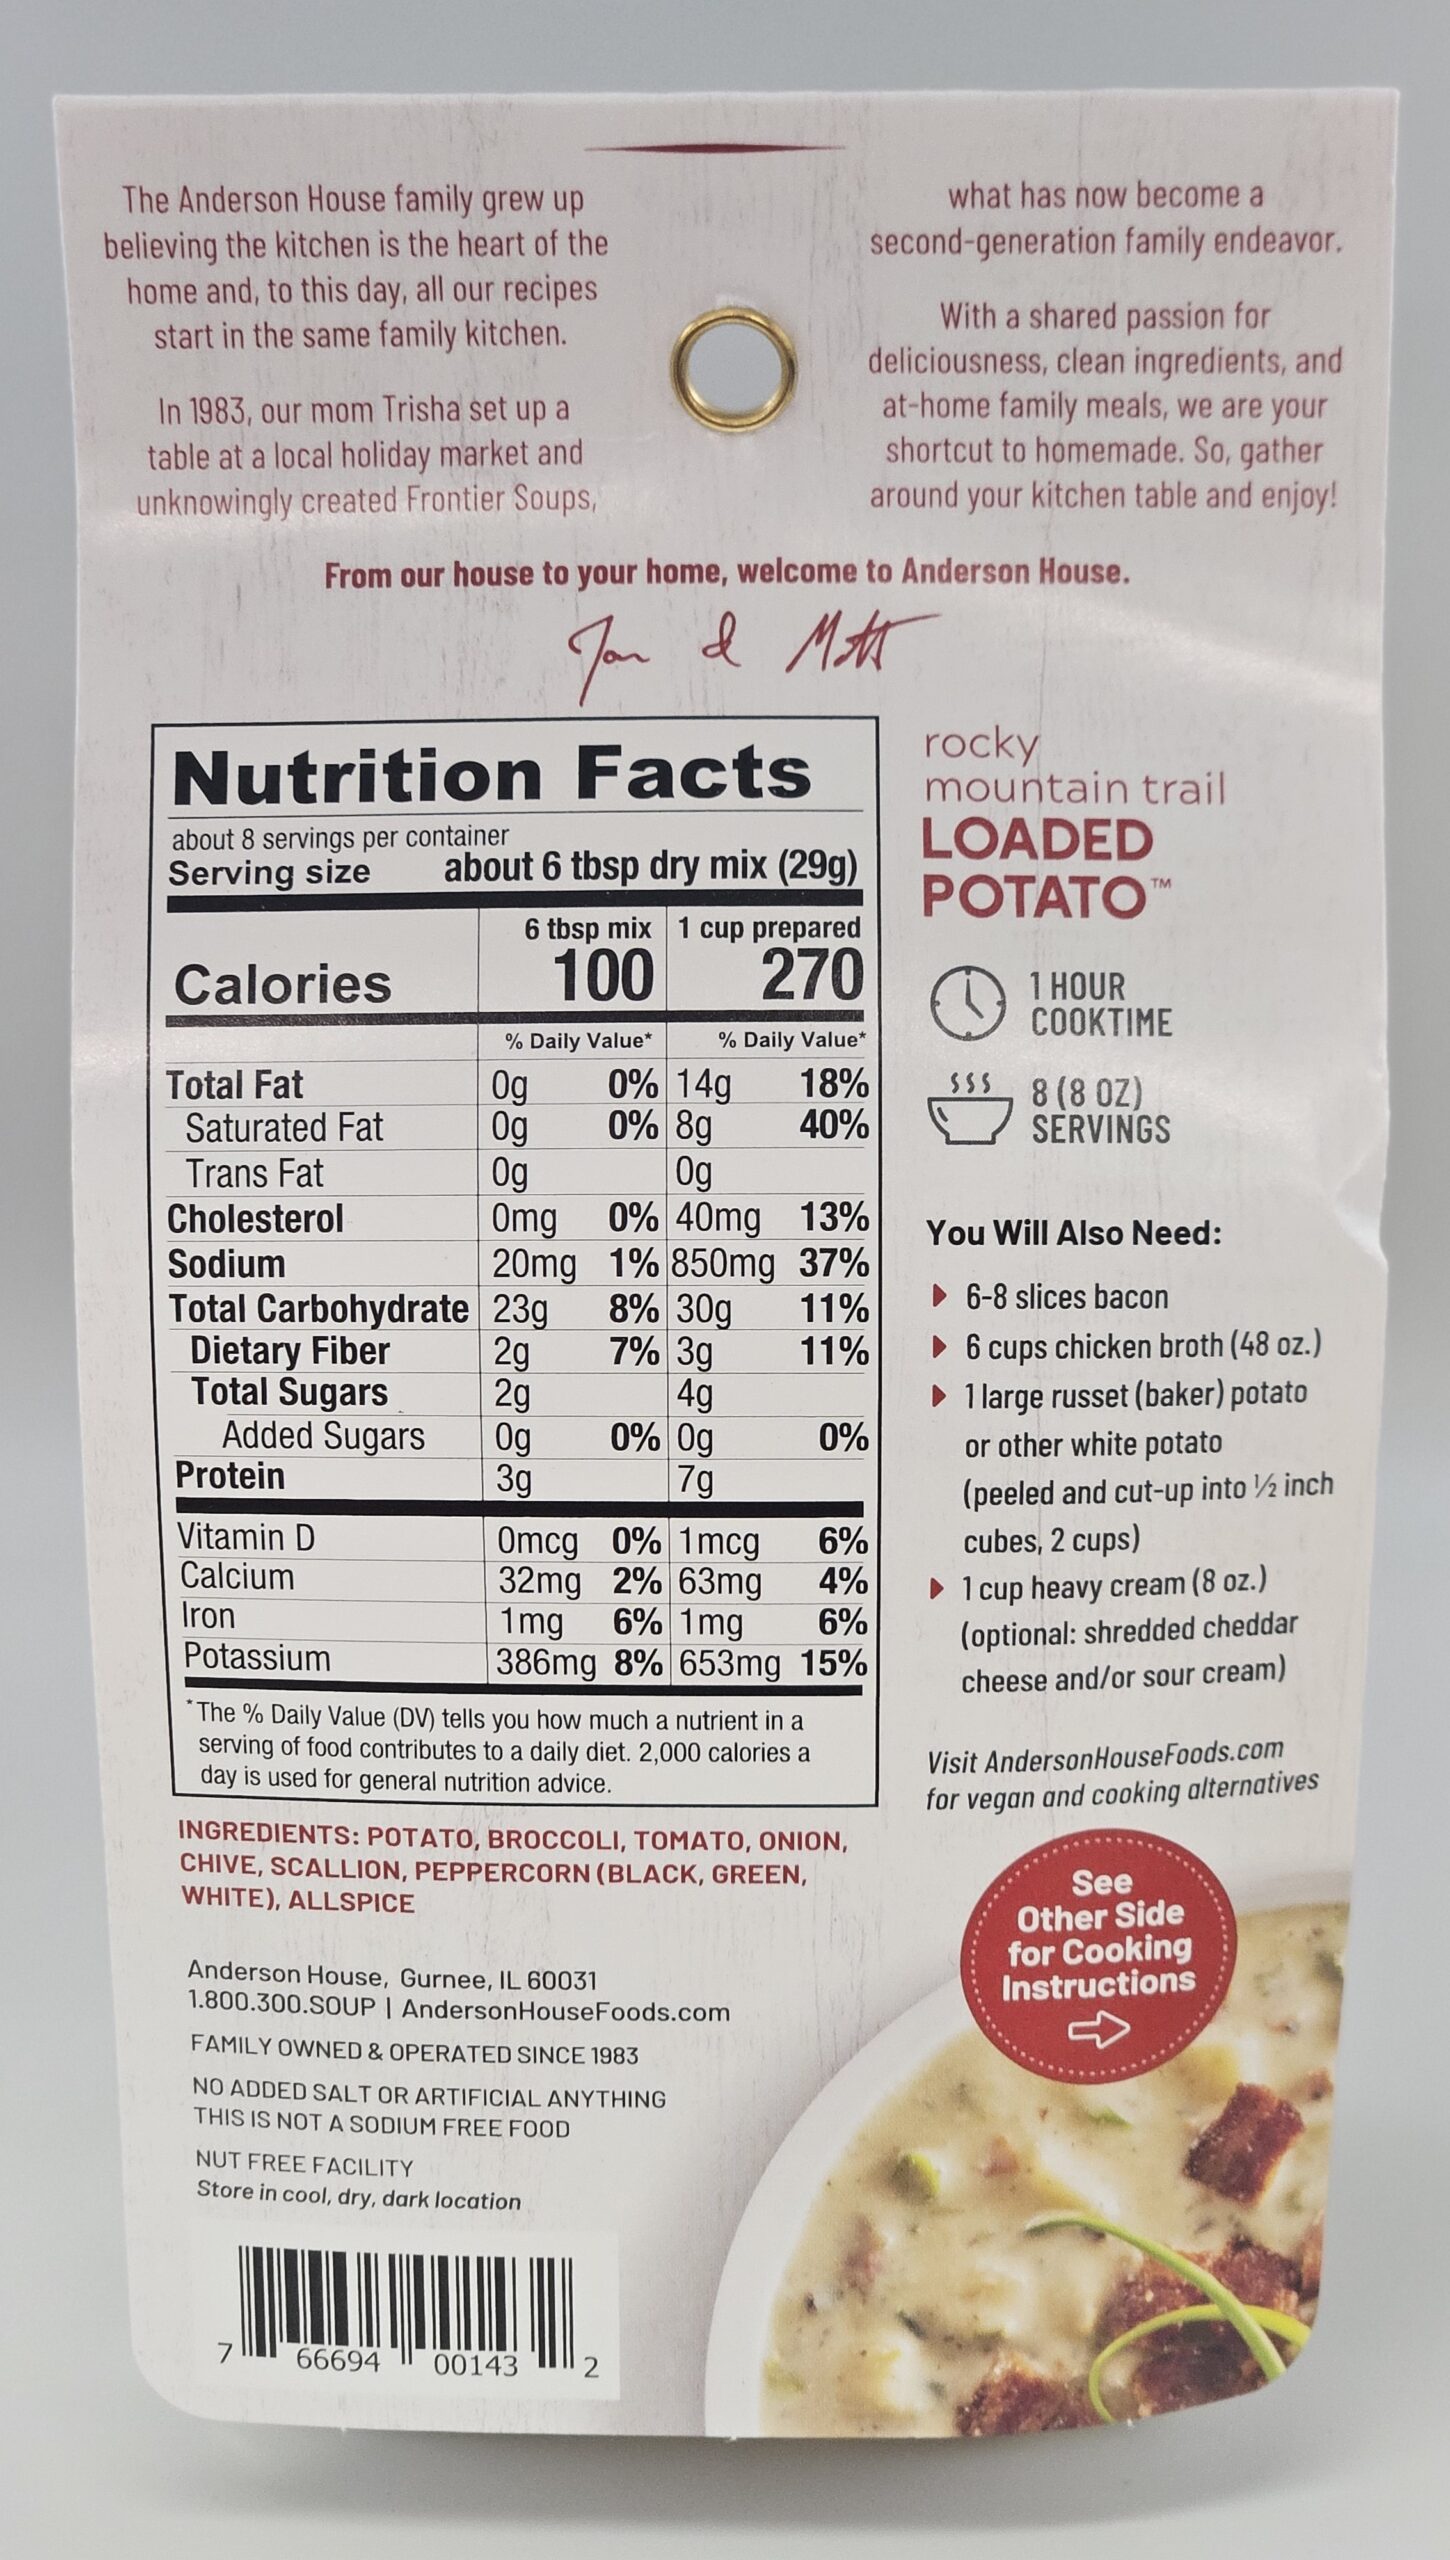 The Anderson House family grew up
believing the kitchen is the heart of the
home and, to this day, all our recipes
start in the same family kitchen.
In 1983, our mom Trisha set up a
table at a local holiday market and
unknowingly created Frontier Soups,
what has now become a
second-generation family endeavor.
With a shared passion for
deliciousness, clean ingredients, and
at-home family meals, we are your
shortcut to homemade. So, gather
around your kitchen table and enjoy!
From our house to your home, welcome to Anderson House.
& Matt
Nutrition Facts
about 8 servings per container
Serving size about 6 tbsp dry mix (29g)
6 tbsp mix 1 cup prepared
Calories 100 270
% Daily Value* % Daily Value*
Total Fat 0g 0% 14g 18%
Saturated Fat 0g 0% 8g 40%
Trans Fat 0g 0g
Cholesterol 0mg 0% 40mg 13%
Sodium 20mg 1% 850mg 37%
Total Carbohydrate 23g 8% 30g 11%
Dietary Fiber 2g 7% 3g 11%
Total Sugars 2g 4g
Added Sugars 0g 0% 0g 0%
Protein 3g 7g
Vitamin D 0mcg 0% 1mcg 6%
Calcium 32mg 2% 63mg 4%
Iron 1mg 6% 1mg 6%
Potassium 386mg 8% 653mg 15%
*The % Daily Value (DV) tells you how much a nutrient in a
serving of food contributes to a daily diet. 2,000 calories a
day is used for general nutrition advice.
INGREDIENTS: POTATO, BROCCOLI, TOMATO, ONION,
CHIVE, SCALLION, PEPPERCORN (BLACK, GREEN,
WHITE), ALLSPICE
Anderson House, Gurnee, IL 60031
1.800.300.SOUP | AndersonHouseFoods.com
FAMILY OWNED & OPERATED SINCE 1983
NO ADDED SALT OR ARTIFICIAL ANYTHING
THIS IS NOT A SODIUM FREE FOOD
NUT FREE FACILITY
Store in cool, dry, dark location
7 66694 00143 2
rocky
mountain trail
LOADED
POTATO™
1 HOUR
COOKTIME
8 (8 OZ)
SERVINGS
You Will Also Need:
6-8 slices bacon
6 cups chicken broth (48 oz.)
1 large russet (baker) potato
or other white potato
(peeled and cut-up into ½ inch
cubes, 2 cups)
1 cup heavy cream (8 oz.)
(optional: shredded cheddar
cheese and/or sour cream)
Visit AndersonHouseFoods.com
for vegan and cooking alternatives
See
Other Side
for Cooking
Instructions